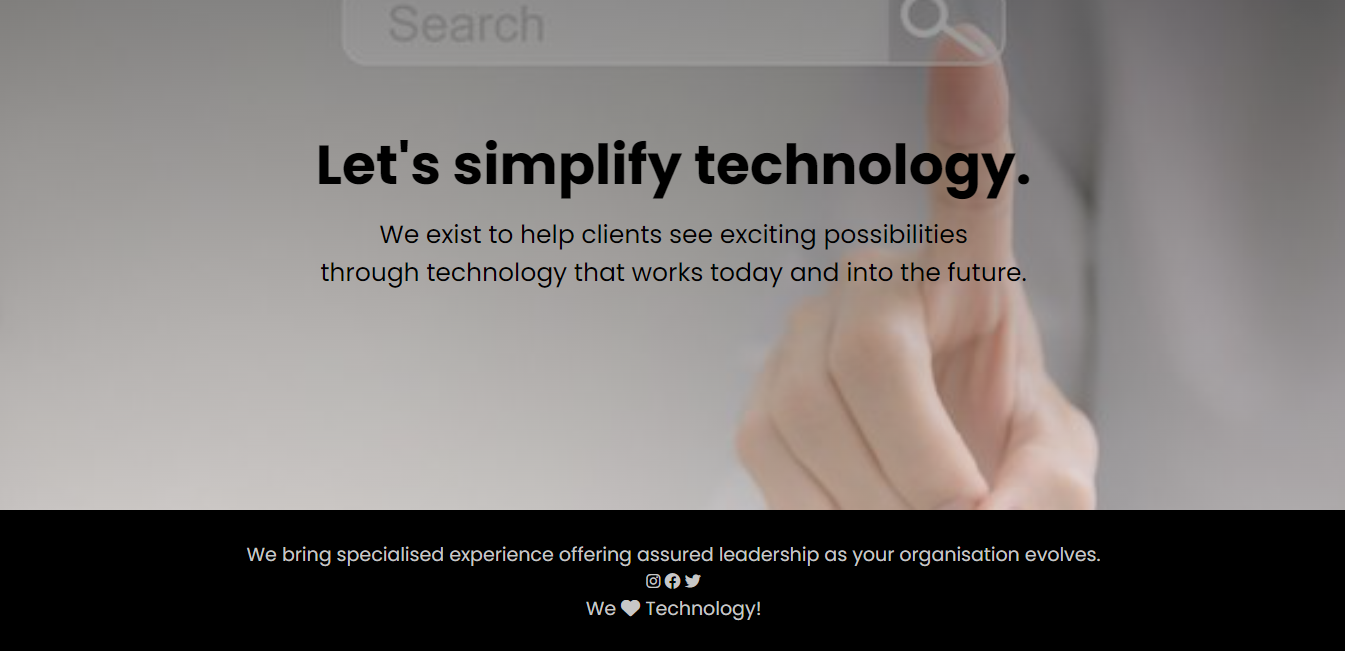 Search
Let's simplify technology.
We exist to help clients see exciting possibilities
through technology that works today and into the future.
We bring specialised experience offering assured leadership as your organisation evolves.
We ♥ Technology!